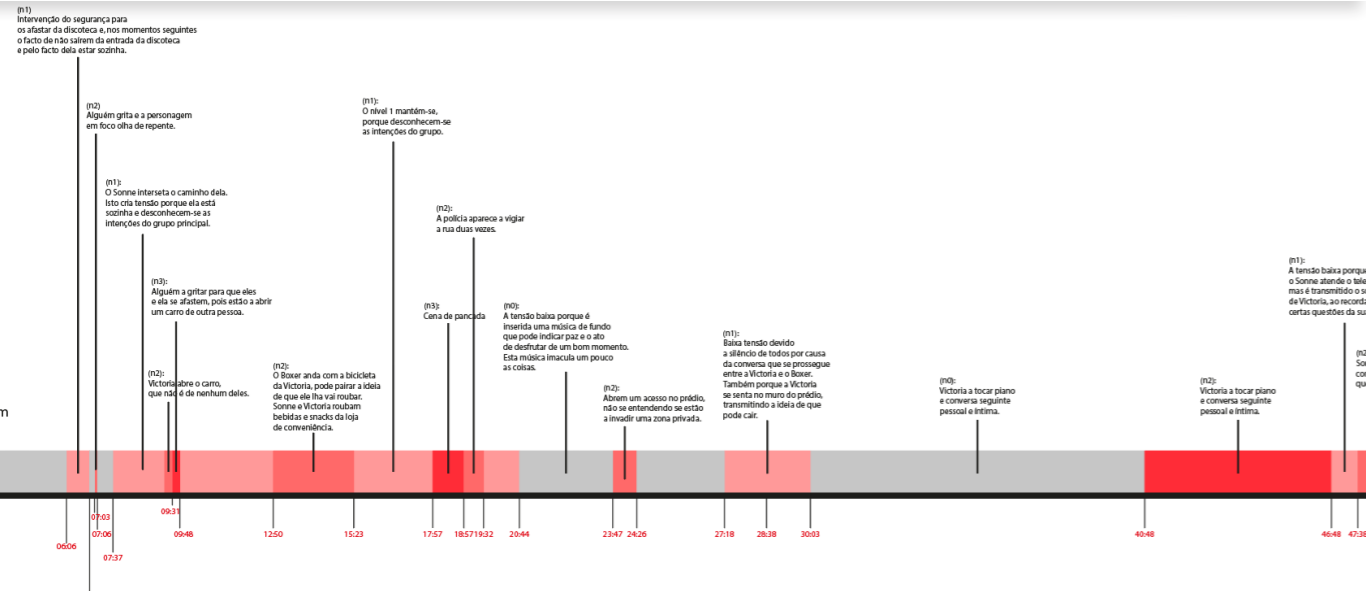 (n1)
Intervenção do segurança para
os afastar da discoteca e, nos momentos seguintes
o facto de não saírem da entrada da discoteca
e pelo facto dela estar sozinha.
(n2)
Alguém grita e a personagem
em foco olha de repente.
(n1):
O Sonne interseta o caminho dela.
Isto cria tensão porque ela está
sozinha e desconhecem-se as
intenções do grupo principal.
(n3):
Alguém a gritar para que eles
e ela se afastem, pois estão a abrir
um carro de outra pessoa.
(n2):
Victoria abre o carro,
que não é de nenhum deles.
(n2):
O Boxer anda com a bicicleta
da Victoria, pode pairar a ideia
de que ele lha vai roubar.
Sonne e Victoria roubam
bebidas e snacks da loja
de conveniência.
(n1):
O nível 1 mantém-se,
porque desconhecem-se
as intenções do grupo.
(n2):
A polícia aparece a vigiar
a rua duas vezes.
(n3):
Cena de pancada
(n0):
A tensão baixa porque é
inserida uma música de fundo
que pode indicar paz e o ato
de desfrutar de um bom momento.
Esta música imacula um pouco
as coisas.
(n2):
Abrem um acesso no prédio,
não se entendendo se estão
a invadir uma zona privada.
(n1):
Baixa tensão devido
a silêncio de todos por causa
da conversa que se prossegue
entre a Victoria e o Boxer.
Também porque a Victoria
se senta no muro do prédio,
transmitindo a ideia de que
pode cair.
(n0):
Victoria a tocar piano
e conversa seguinte
pessoal e íntima.
(n2):
Victoria a tocar piano
e conversa seguinte
pessoal e íntima.
(n1):
A tensão baixa porque
o Sonne atende o tele
mas é transmitido o s
de Victoria, ao record
certas questões da su
(n2
So
co
qu
m
06:06
07:03
07:06
07:37
09:31
09:48
12:50
15:23
17:57
18:57
19:32
20:44
23:47
24:26
27:18
28:38
30:03
40:48
46:48
47:38